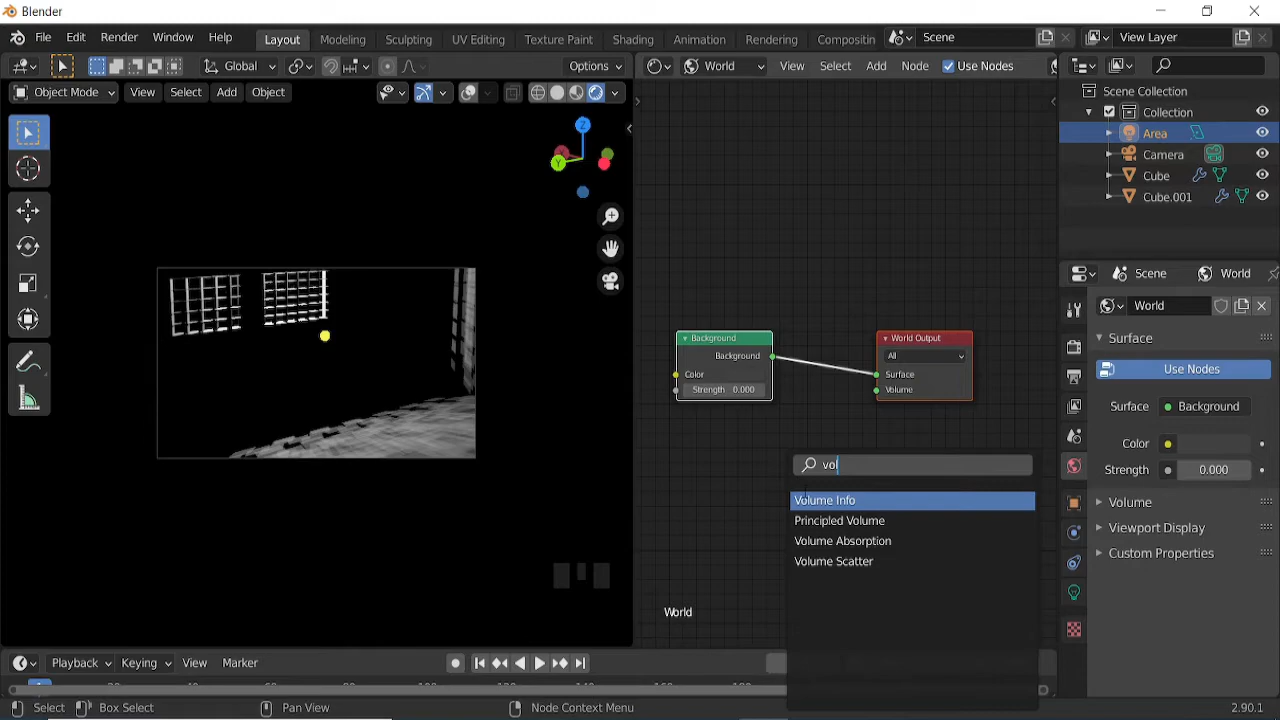 Blender
File Edit Render Window Help Layout Modeling Sculpting UV Editing Texture Paint Shading Animation Rendering Compositin Scene View Layer
Global Options World View Select Add Node Use Nodes
Object Mode View Select Add Object
Scene Collection
Collection
Area
Camera
Cube
Cube.001
Z
Y
Scene World
World
Surface
Use Nodes
Surface Background
Color
Strength 0.000
Volume
Viewport Display
Custom Properties
Background
Background
Color
Strength 0.000
World Output
All
Surface
Volume
vol
Volume Info
Principled Volume
Volume Absorption
Volume Scatter
World
Playback Keying View Marker
Select Box Select Pan View Node Context Menu 2.90.1